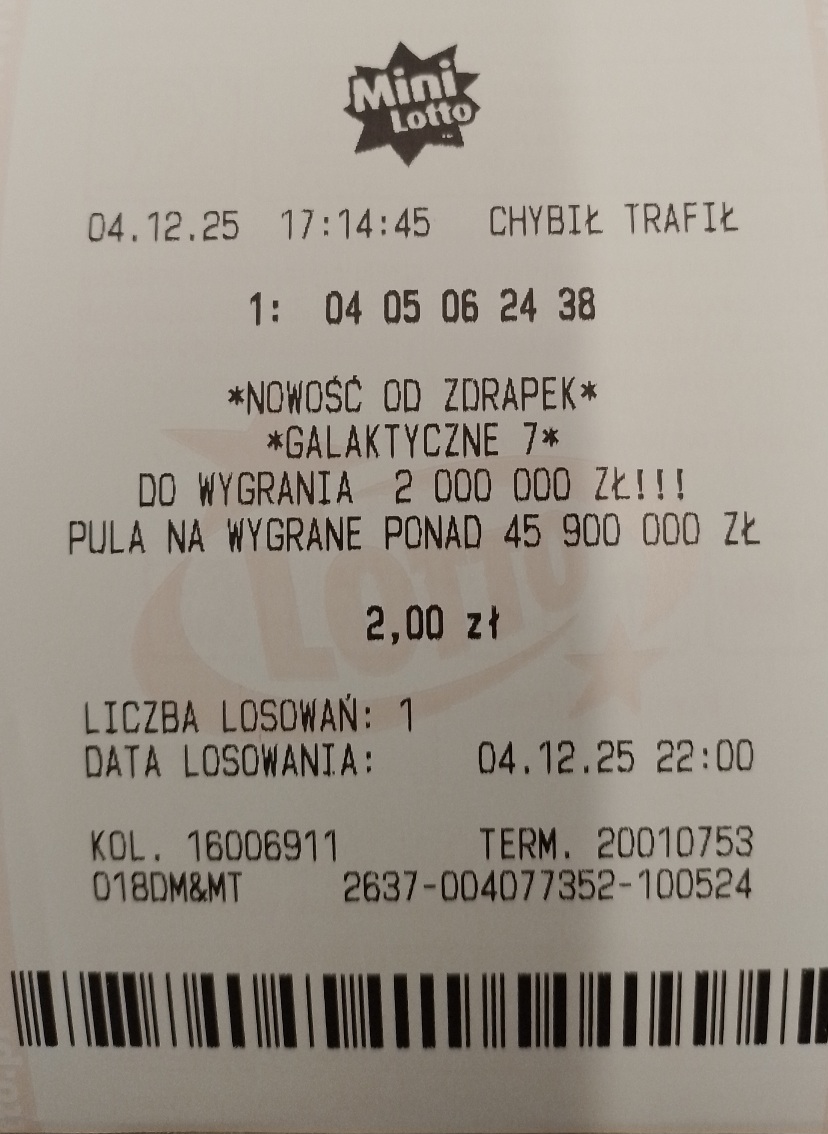 Mini
Lotto
04.12.25 17:14:45 CHYBIŁ TRAFIŁ
1: 04 05 06 24 38
*NOWOŚĆ OD ZDRAPEK*
*GALAKTYCZNE 7*
DO WYGRANIA 2 000 000 ZŁ!!!
PULA NA WYGRANE PONAD 45 900 000 ZŁ
LOTTO
2,00 zł
LICZBA LOSOWAŃ: 1
DATA LOSOWANIA: 04.12.25 22:00
KOL. 16006911 TERM. 20010753
018DM&MT 2637-004077352-100524